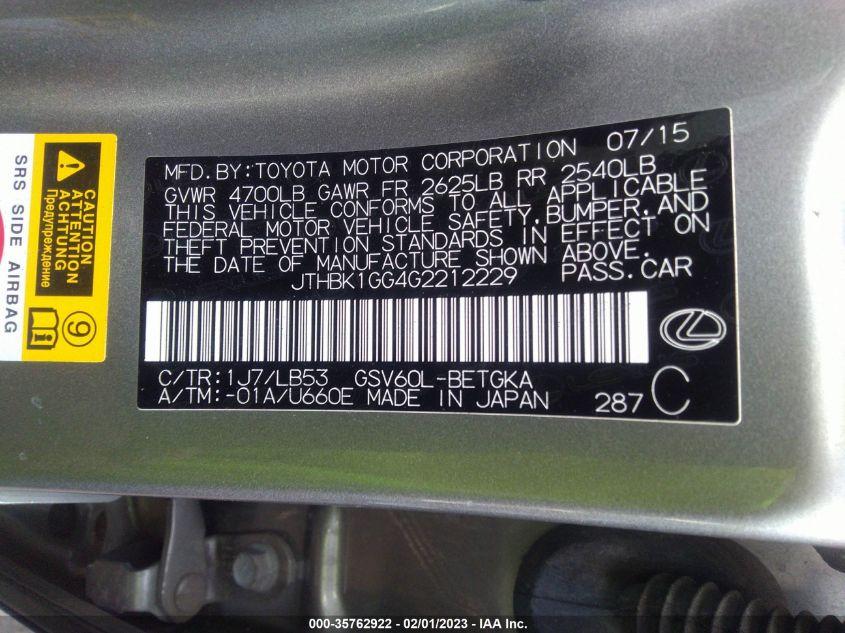 SRS SIDE AIRBAG
CAUTION
ATTENTION
ACHTUNG
Предупреждение
9
MFD. BY: TOYOTA MOTOR CORPORATION 07/15
GVWR 4700LB GAWR FR 2625LB RR 2540LB
THIS VEHICLE CONFORMS TO ALL APPLICABLE
FEDERAL MOTOR VEHICLE SAFETY, BUMPER, AND
THEFT PREVENTION STANDARDS IN EFFECT ON
THE DATE OF MANUFACTURE SHOWN ABOVE.
JTHBK1GG4G2212229 PASS. CAR
C/TR: 1J7/LB53 GSV60L-BETGKA
A/TM: -01A/U660E MADE IN JAPAN 287 C
000-35762922 - 02/01/2023 - © IAA Inc.